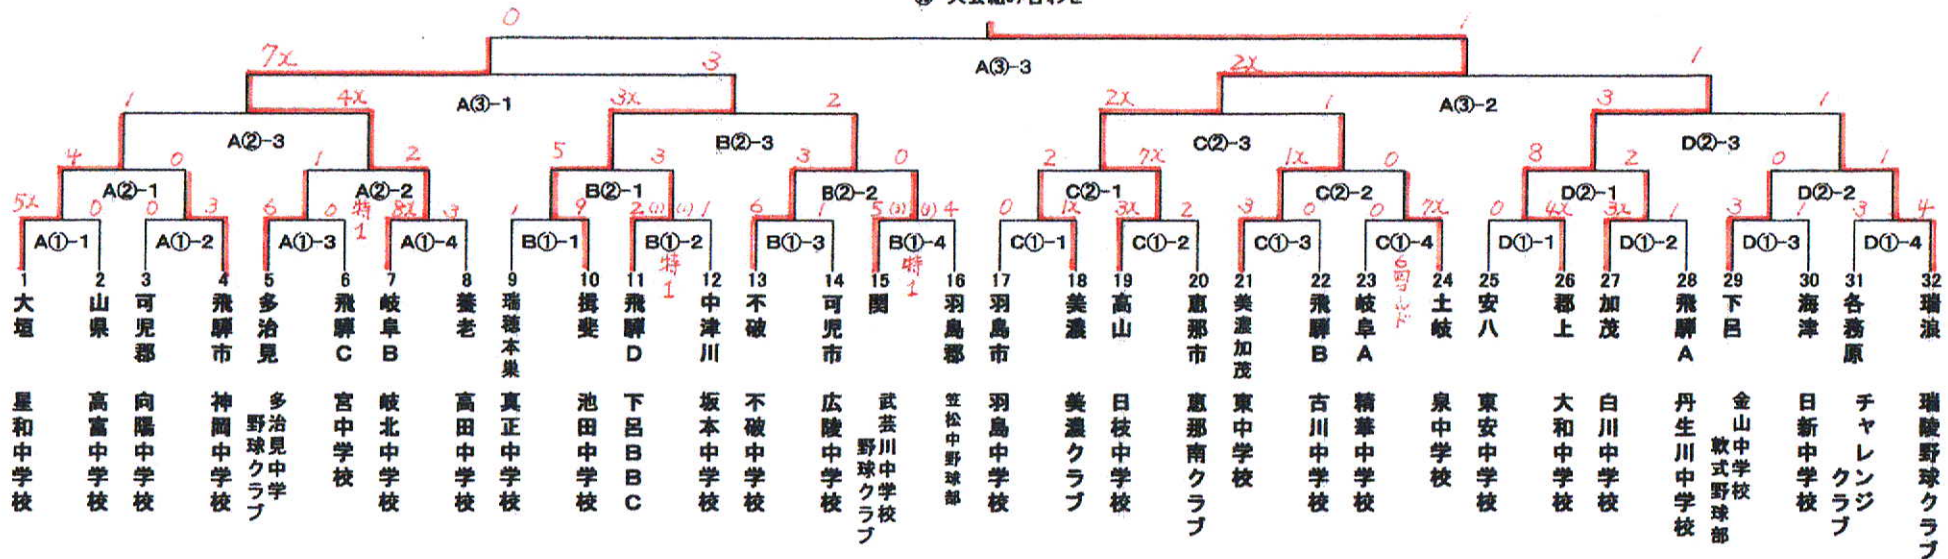 0 1
7x 3 A③-3 2x 1
1 4x A③-1 3x 2 2x 1 A③-2 3 1
A②-3 B②-3 C②-3 D②-3
4 0 1 2 5 3 3 0 2 7x 1x 0 8 2 0 1
A②-1 A②-2 B②-1 B②-2 C②-1 C②-2 D②-1 D②-2
特1
5x 0 0 3 6 0 8x 3 1 9 2 (1) 1 6 1 5 4 0 1x 3x 2 3 0 0 7x 0 4x 3x 1 3 1 3 4
A①-1 A①-2 A①-3 A①-4 B①-1 B①-2 B①-3 B①-4 C①-1 C①-2 C①-3 C①-4 D①-1 D①-2 D①-3 D①-4
特1 特1 6回コールド
1 2 3 4 5 6 7 8 9 10 11 12 13 14 15 16 17 18 19 20 21 22 23 24 25 26 27 28 29 30 31 32
大垣
山県
可児郡
飛騨市
多治見
飛騨C
岐阜B
養老
瑞穂本巣
揖斐
飛騨D
中津川
不破
可児市
関
羽島郡
羽島市
美濃
高山
恵那市
美濃加茂
飛騨B
岐阜A
土岐
安八
郡上
加茂
飛騨A
下呂
海津
各務原
瑞浪
星和中学校
高富中学校
向陽中学校
神岡中学校
多治見中学
野球クラブ
宮中学校
岐北中学校
高田中学校
真正中学校
池田中学校
下呂BBC
坂本中学校
不破中学校
広陵中学校
武芸川中学校
野球クラブ
笠松中野球部
羽島中学校
美濃クラブ
日枝中学校
恵那南クラブ
東中学校
古川中学校
精華中学校
泉中学校
東安中学校
大和中学校
白川中学校
丹生川中学校
金山中学校
軟式野球部
日新中学校
チャレンジ
クラブ
瑞陵野球クラブ